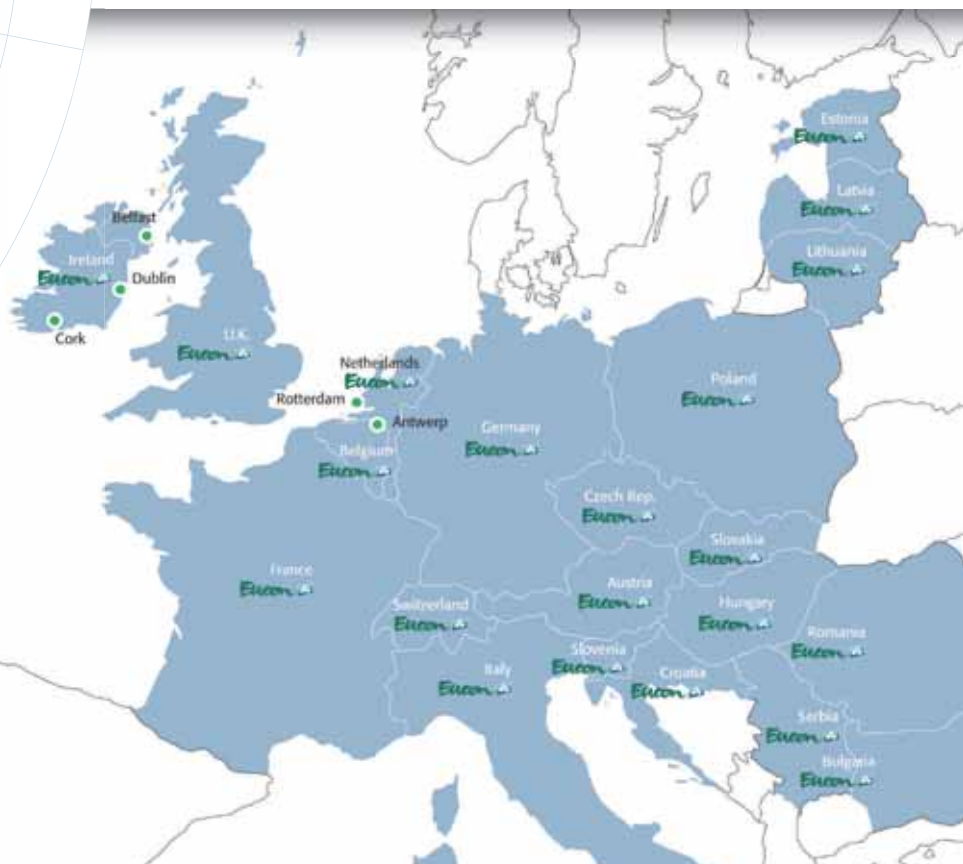 Estonia
Eucon
Latvia
Eucon
Lithuania
Eucon
Belfast
Ireland
Eucon
Dublin
Cork
U.K.
Eucon
Netherlands
Eucon
Rotterdam
Antwerp
Belgium
Eucon
Germany
Eucon
Poland
Eucon
Czech Rep.
Eucon
Slovakia
Eucon
France
Eucon
Switzerland
Eucon
Austria
Eucon
Hungary
Eucon
Romania
Eucon
Slovenia
Eucon
Italy
Eucon
Croatia
Eucon
Serbia
Eucon
Bulgaria
Eucon